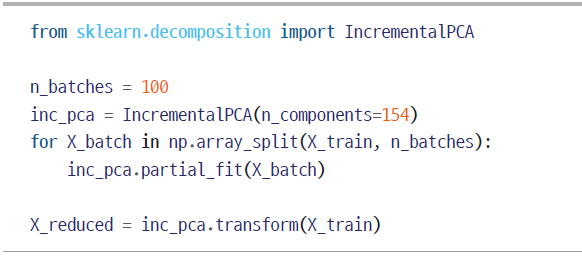 from sklearn.decomposition import IncrementalPCA
n_batches = 100
inc_pca = IncrementalPCA(n_components=154)
for X_batch in np.array_split(X_train, n_batches):
    inc_pca.partial_fit(X_batch)
X_reduced = inc_pca.transform(X_train)